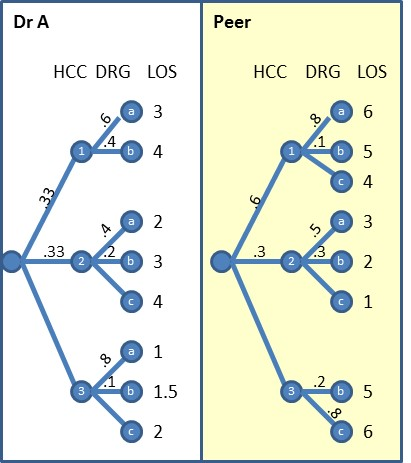 Dr A Peer
HCC DRG LOS HCC DRG LOS
.6 a 3 .8 a 6
1 .4 b 4 1 .1 b 5
c 4
.33 .6
.4 a 2 .5 a 3
.33 2 .2 b 3 .3 2 .3 b 2
c 4 c 1
.8 a 1
3 .1 b 1.5 3 .2 b 5
c 2 .8 c 6